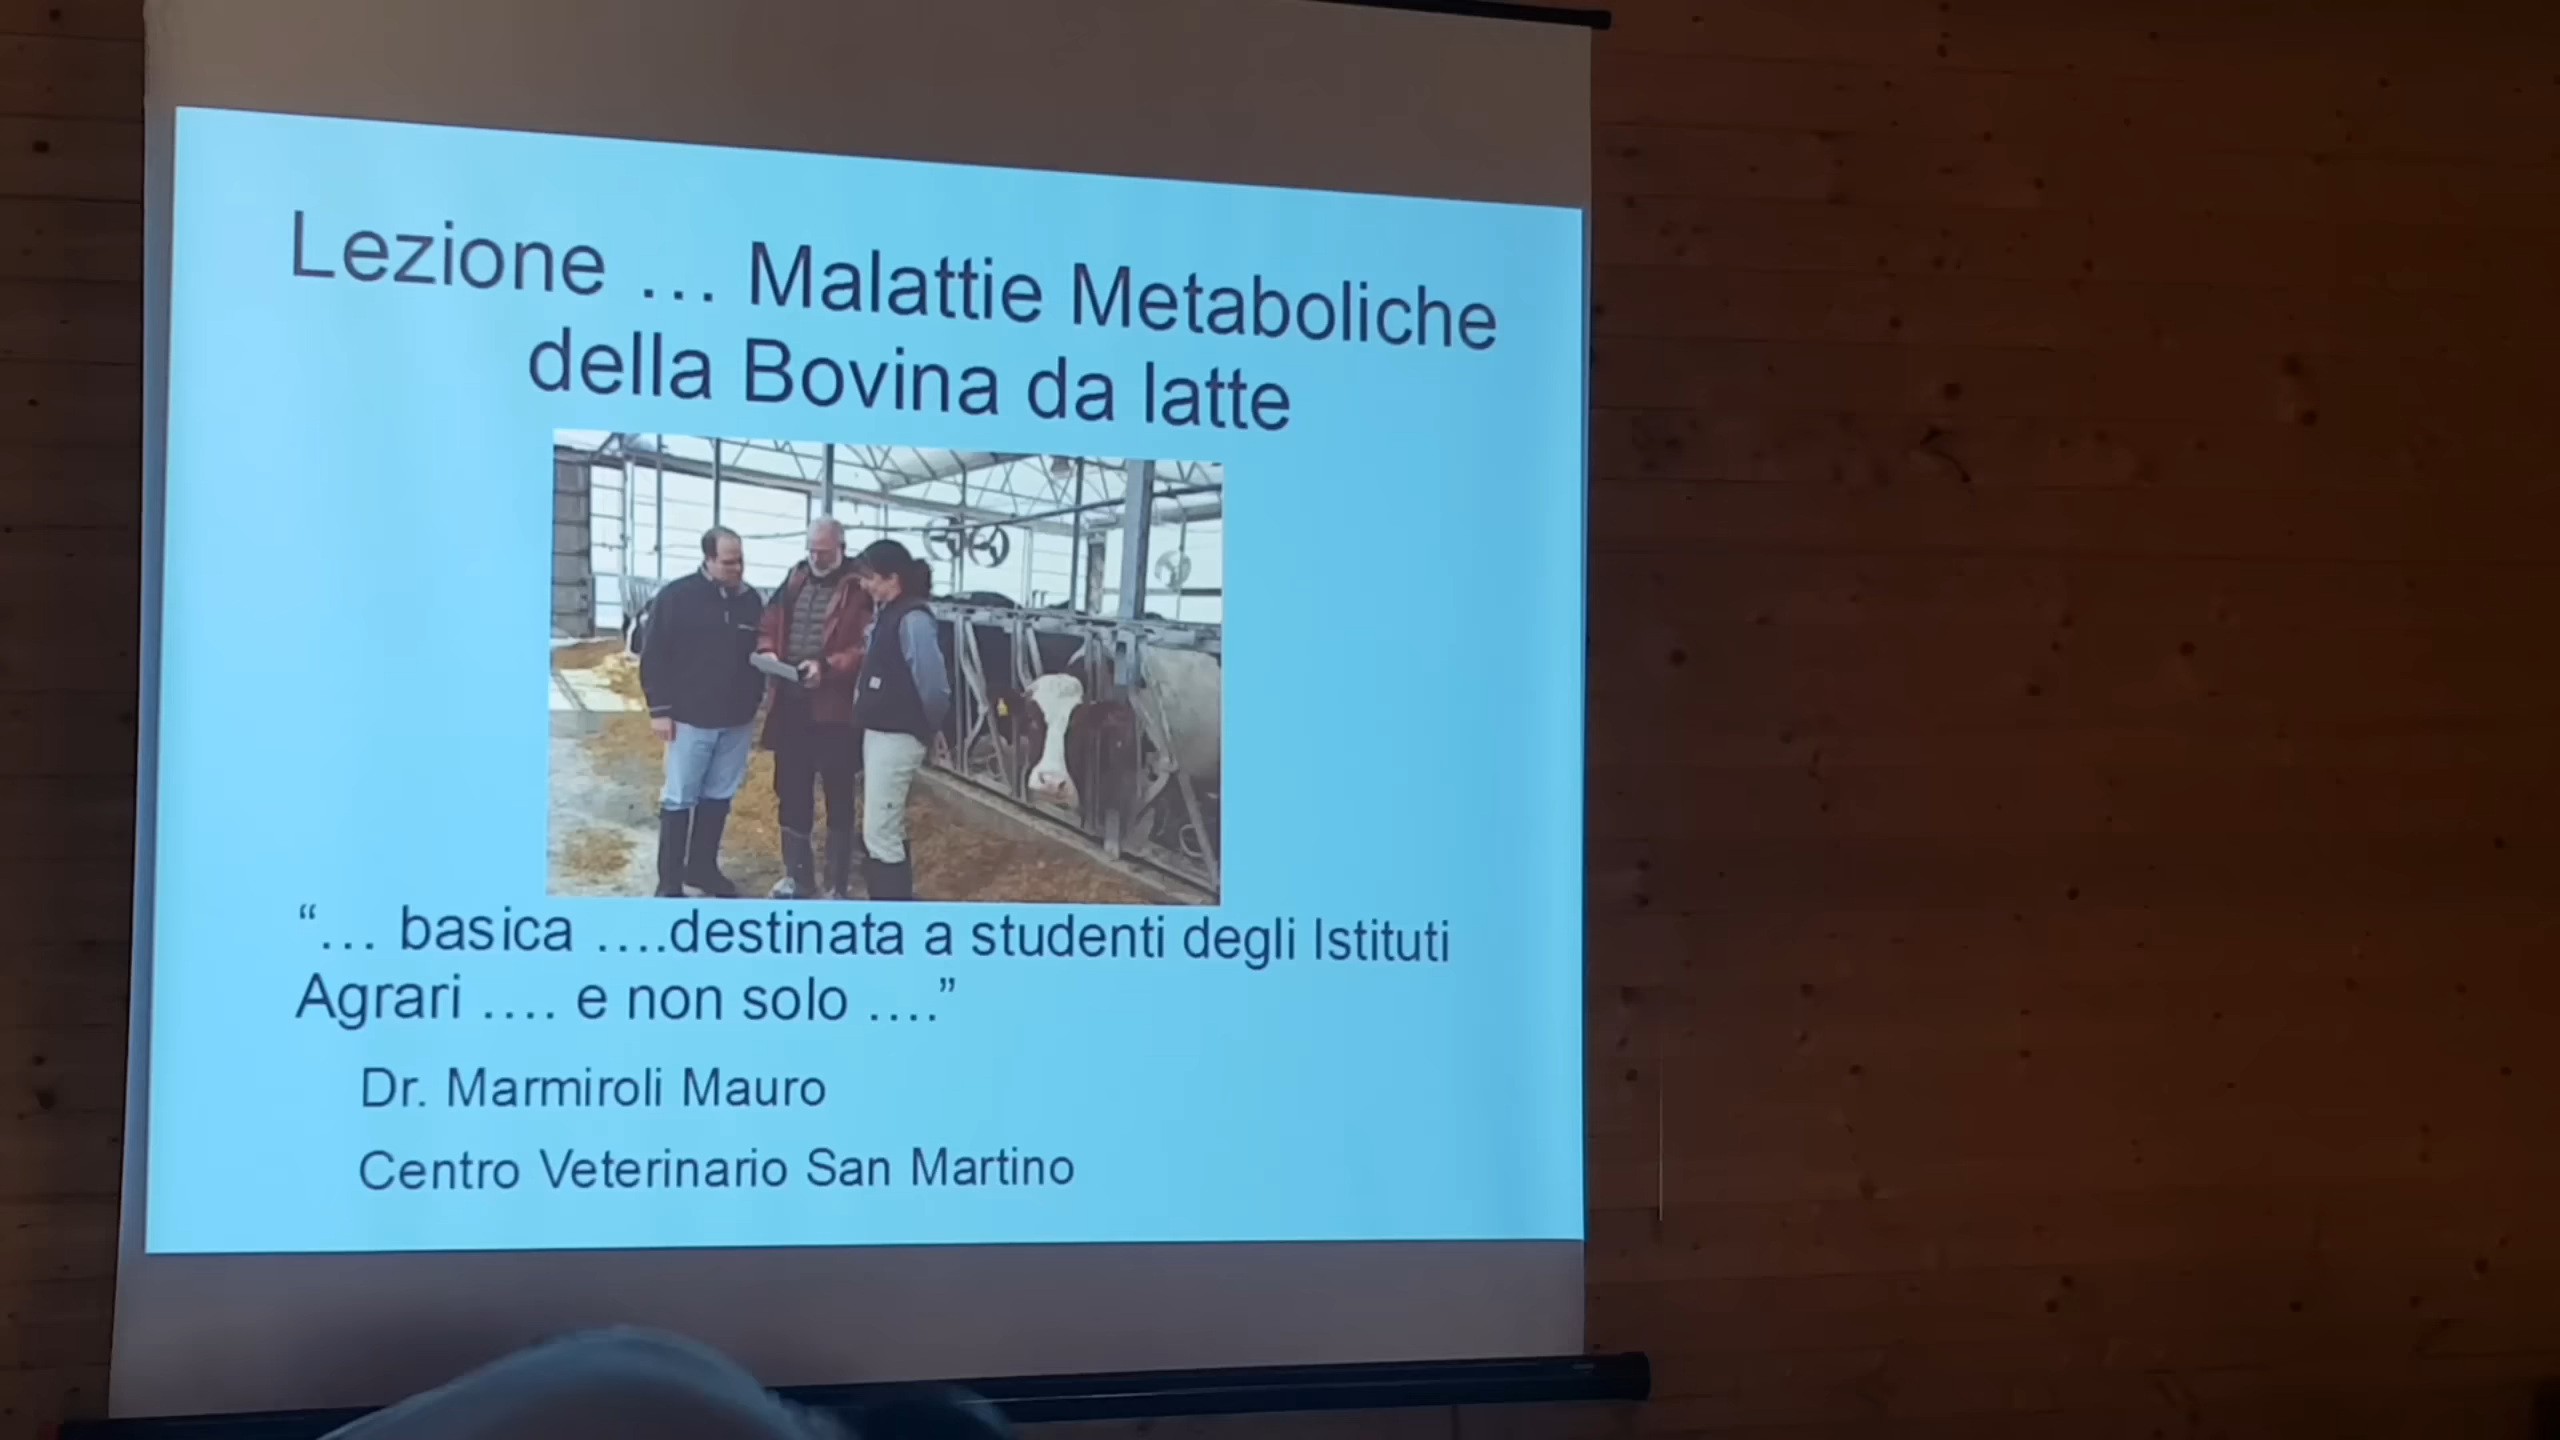 Lezione ... Malattie Metaboliche
della Bovina da latte
“... basica ....destinata a studenti degli Istituti
Agrari .... e non solo ....”
Dr. Marmiroli Mauro
Centro Veterinario San Martino